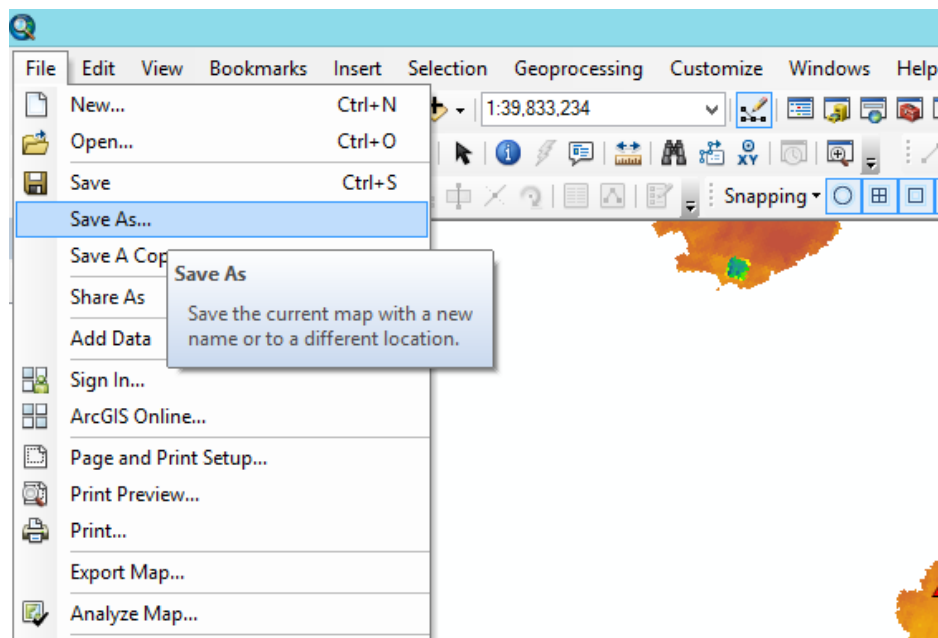 File Edit View Bookmarks Insert Selection Geoprocessing Customize Windows Help
New... Ctrl+N
1:39,833,234
Open... Ctrl+O
XY
Save Ctrl+S
Snapping
Save As...
Save A Cop
Save As
Share As
Save the current map with a new
name or to a different location.
Add Data
Sign In...
ArcGIS Online...
Page and Print Setup...
Print Preview...
Print...
Export Map...
Analyze Map...